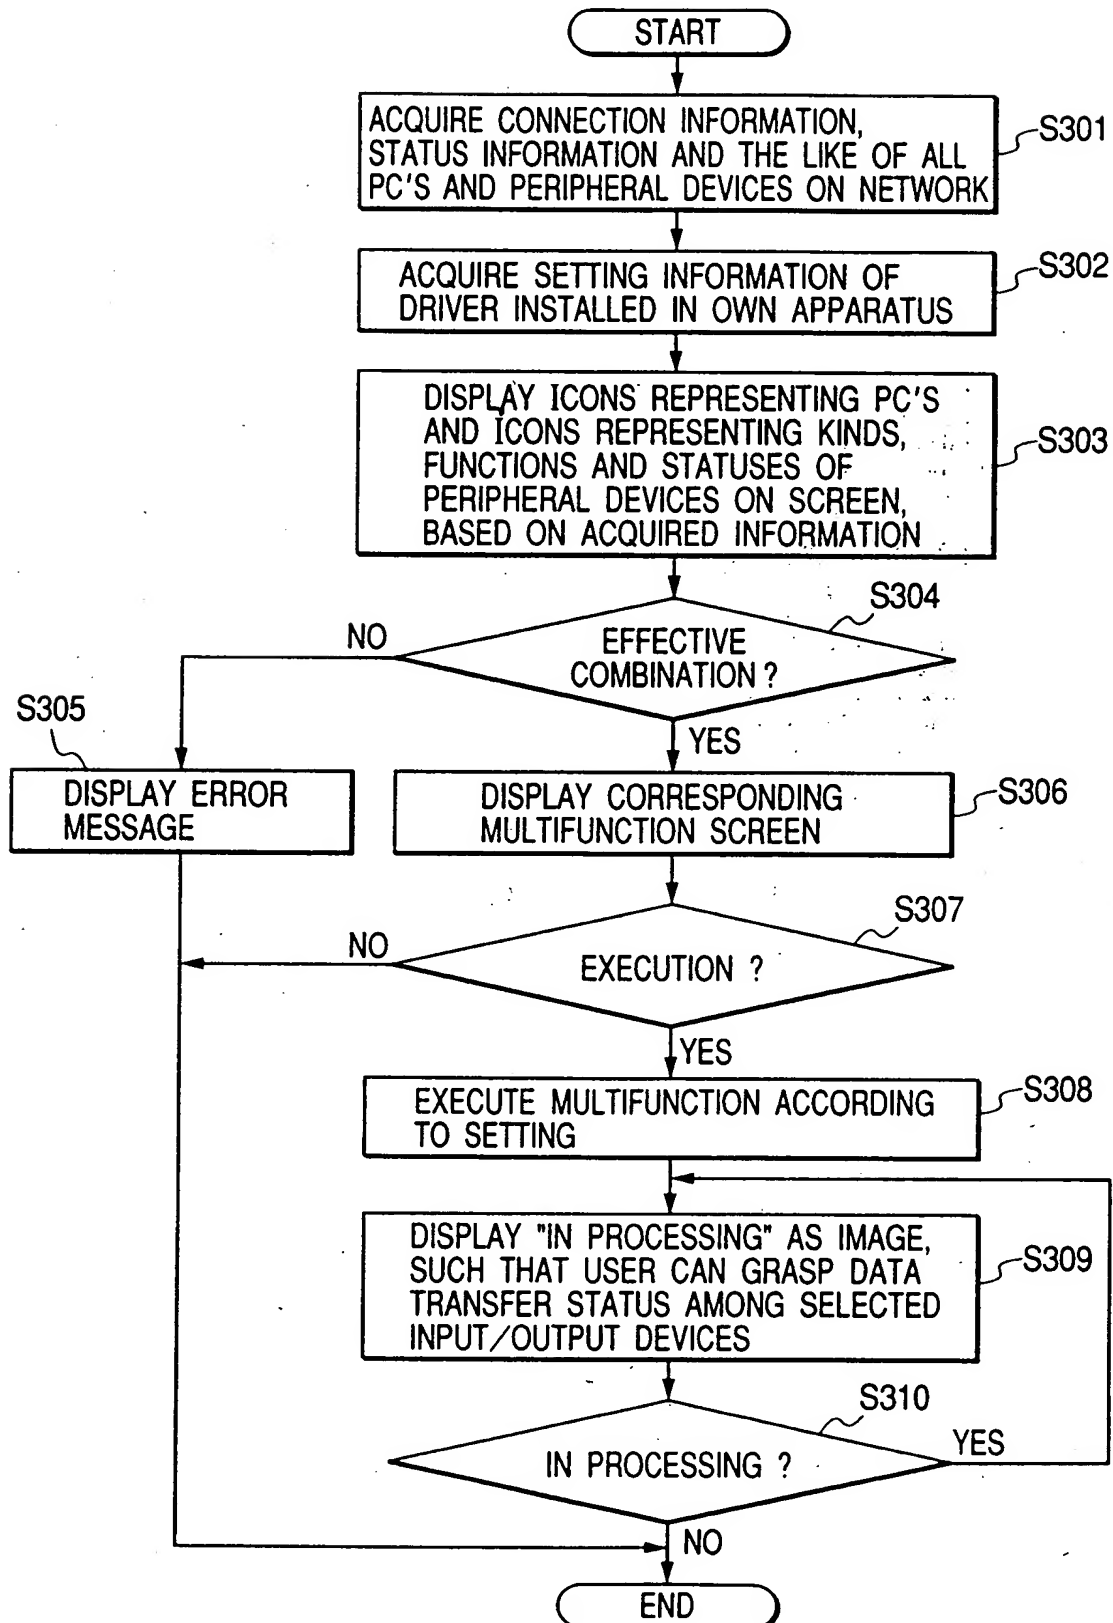 START
ACQUIRE CONNECTION INFORMATION,
STATUS INFORMATION AND THE LIKE OF ALL
PC'S AND PERIPHERAL DEVICES ON NETWORK
S301
ACQUIRE SETTING INFORMATION OF
DRIVER INSTALLED IN OWN APPARATUS
S302
DISPLAY ICONS REPRESENTING PC'S
AND ICONS REPRESENTING KINDS,
FUNCTIONS AND STATUSES OF
PERIPHERAL DEVICES ON SCREEN,
BASED ON ACQUIRED INFORMATION
S303
S304
NO
EFFECTIVE
COMBINATION ?
YES
S305
DISPLAY ERROR
MESSAGE
DISPLAY CORRESPONDING
MULTIFUNCTION SCREEN
S306
S307
NO
EXECUTION ?
YES
EXECUTE MULTIFUNCTION ACCORDING
TO SETTING
S308
DISPLAY "IN PROCESSING" AS IMAGE,
SUCH THAT USER CAN GRASP DATA
TRANSFER STATUS AMONG SELECTED
INPUT/OUTPUT DEVICES
S309
S310
IN PROCESSING ?
YES
NO
END